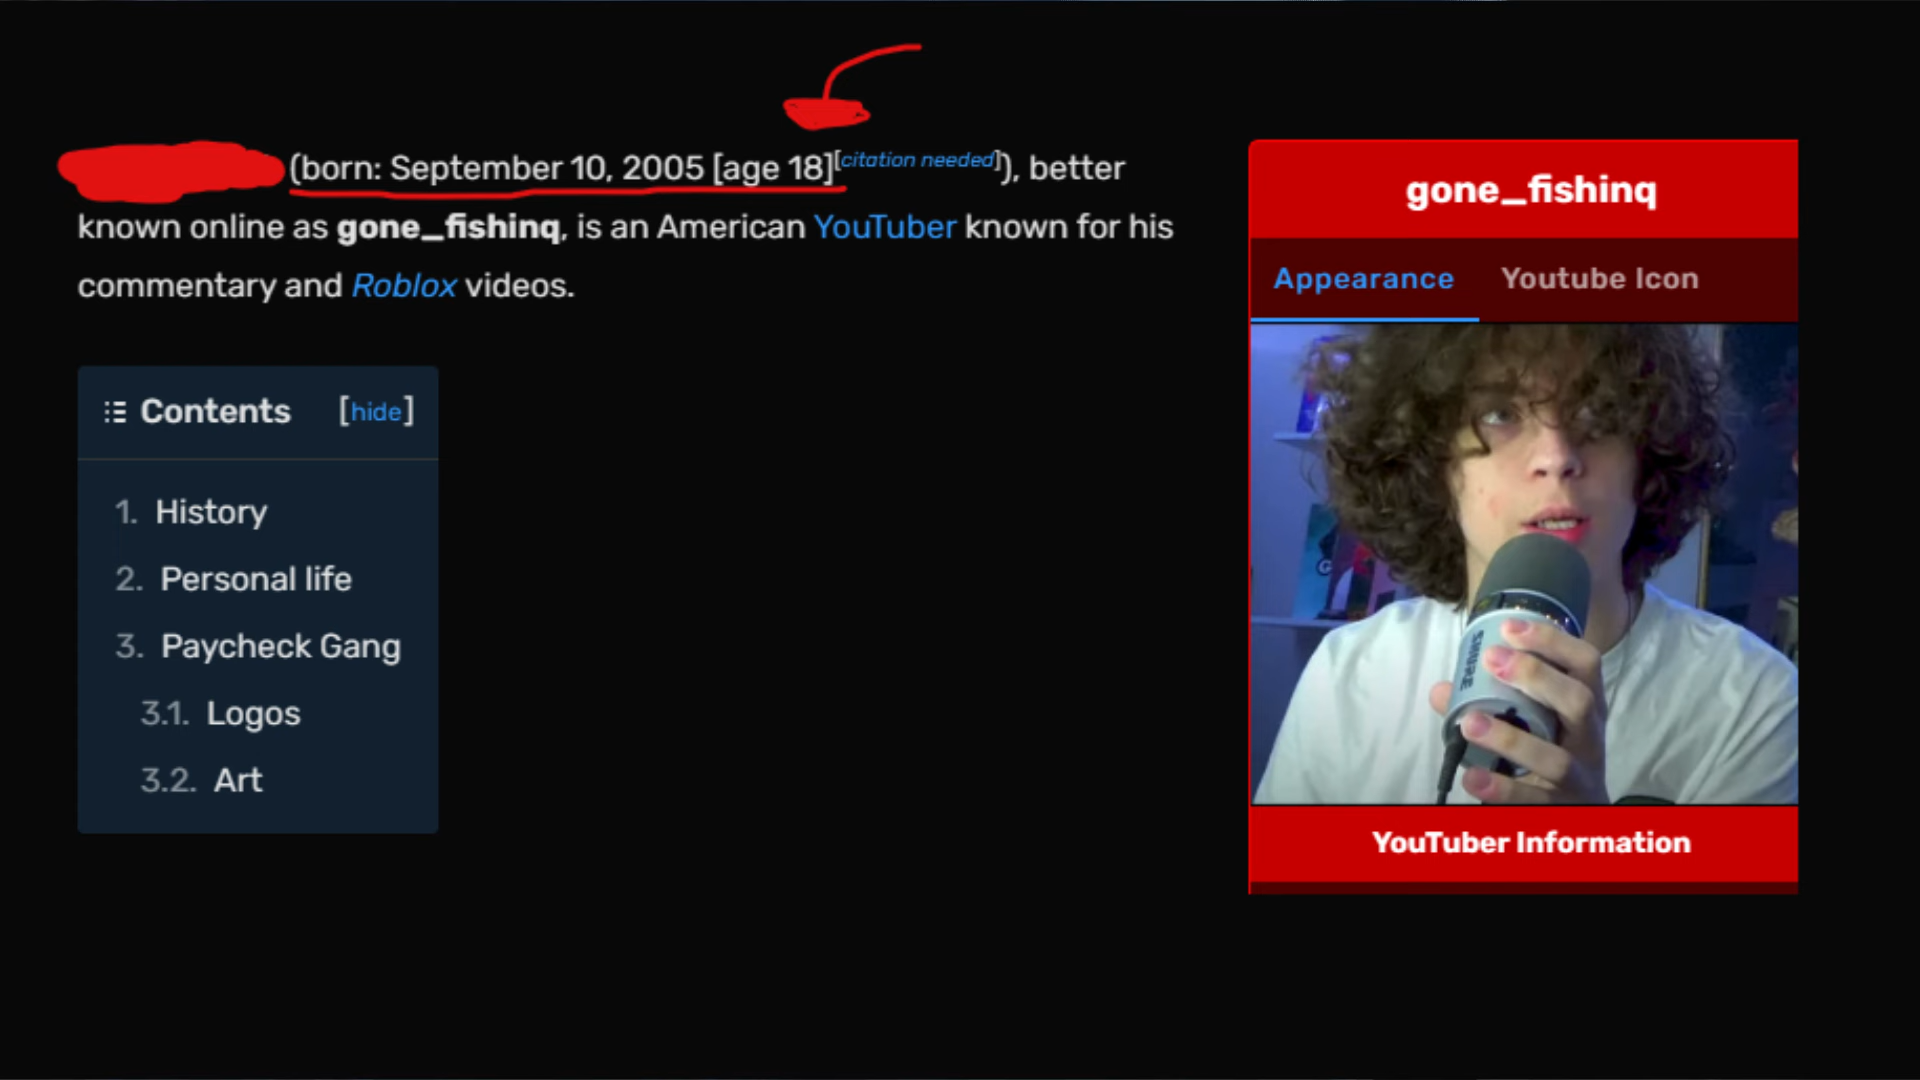 (born: September 10, 2005 [age 18][citation needed]), better
known online as gone_fishinq, is an American YouTuber known for his
commentary and Roblox videos.
Contents [hide]
1. History
2. Personal life
3. Paycheck Gang
3.1. Logos
3.2. Art
gone_fishinq
Appearance Youtube Icon
SHURE
YouTuber Information